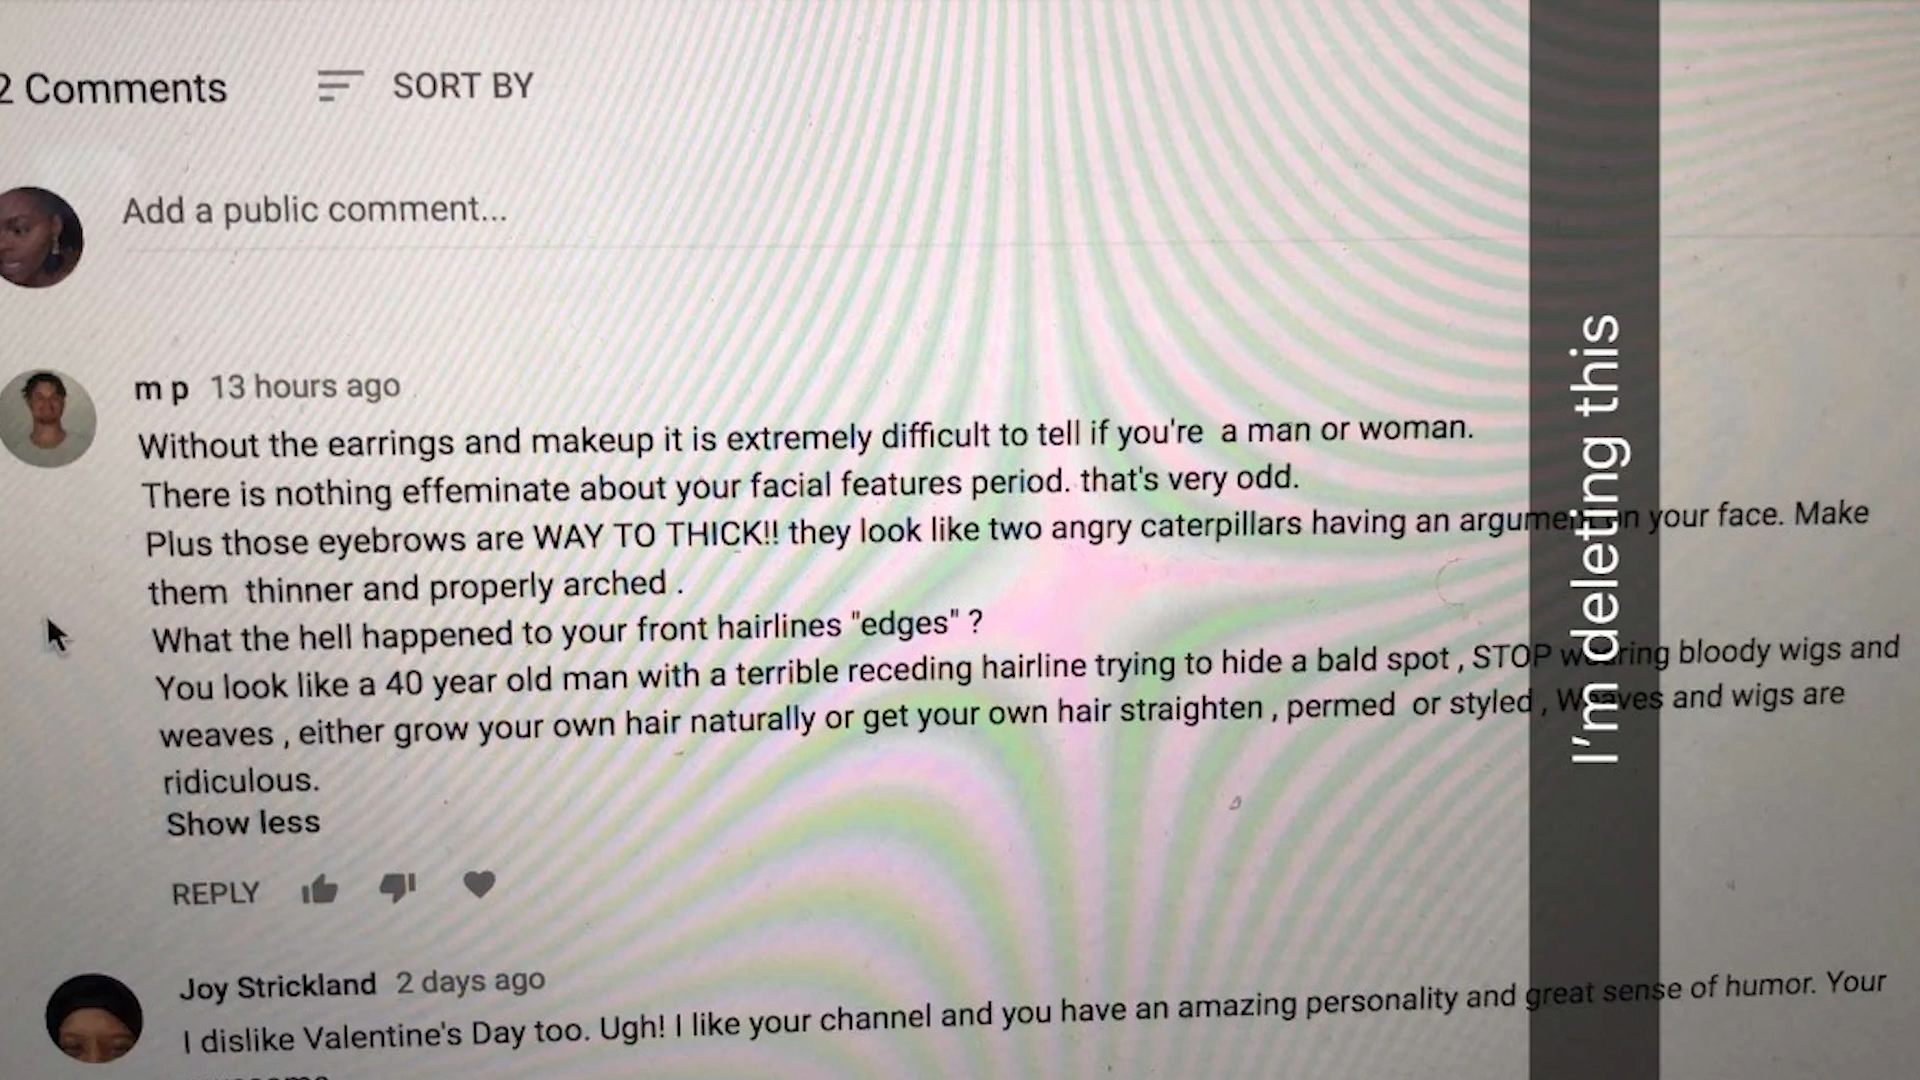 2 Comments SORT BY
Add a public comment...
m p 13 hours ago
Without the earrings and makeup it is extremely difficult to tell if you're a man or woman.
There is nothing effeminate about your facial features period. that's very odd.
Plus those eyebrows are WAY TO THICK!! they look like two angry caterpillars having an argument on your face. Make
them thinner and properly arched .
What the hell happened to your front hairlines "edges" ?
You look like a 40 year old man with a terrible receding hairline trying to hide a bald spot , STOP wearing bloody wigs and
weaves , either grow your own hair naturally or get your own hair straighten , permed or styled , Weaves and wigs are
ridiculous.
Show less
REPLY
Joy Strickland 2 days ago
I dislike Valentine's Day too. Ugh! I like your channel and you have an amazing personality and great sense of humor. Your
I'm deleting this